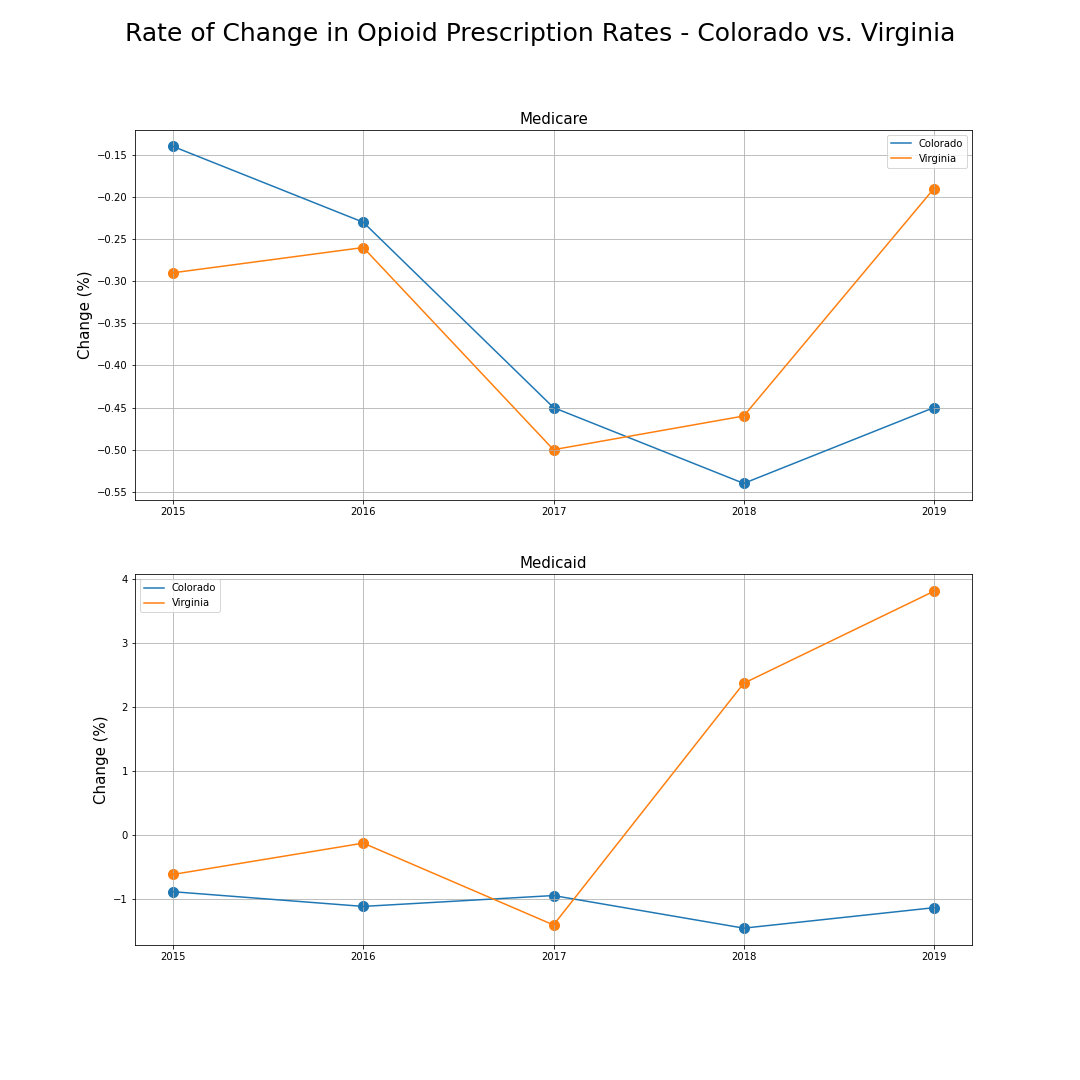 Rate of Change in Opioid Prescription Rates - Colorado vs. Virginia
Medicare
Colorado
Virginia
Change (%)
−0.15
−0.20
−0.25
−0.30
−0.35
−0.40
−0.45
−0.50
−0.55
2015 2016 2017 2018 2019
Medicaid
Colorado
Virginia
Change (%)
4
3
2
1
0
−1
2015 2016 2017 2018 2019